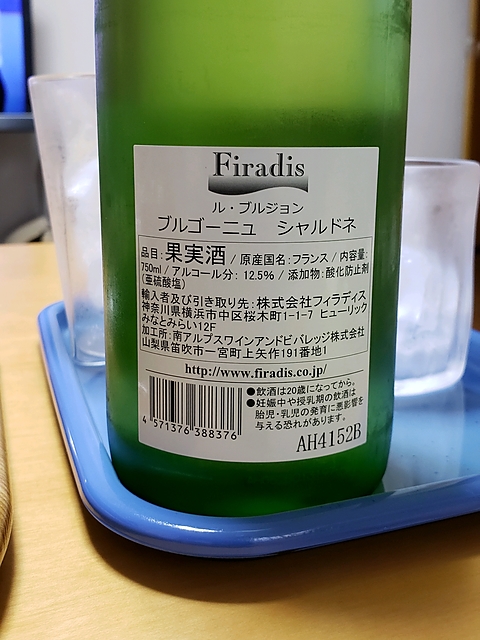 Firadis
ル・ブルジョン
ブルゴーニュ シャルドネ
品目:果実酒/原産国名:フランス/内容量:
750ml/アルコール分:12.5%/添加物:酸化防止剤
(亜硫酸塩)
輸入者及び引き取り先:株式会社フィラディス
神奈川県横浜市中区桜木町1-1-7 ヒューリック
みなとみらい12F
加工所:南アルプスワインアンドビバレッジ株式会社
山梨県笛吹市一宮町上矢作191番地1
http://www.firadis.co.jp/
●飲酒は20歳になってから。
●妊娠中や授乳期の飲酒は
胎児・乳児の発育に悪影響を
与える恐れがあります。
4 571376 388376
AH4152B